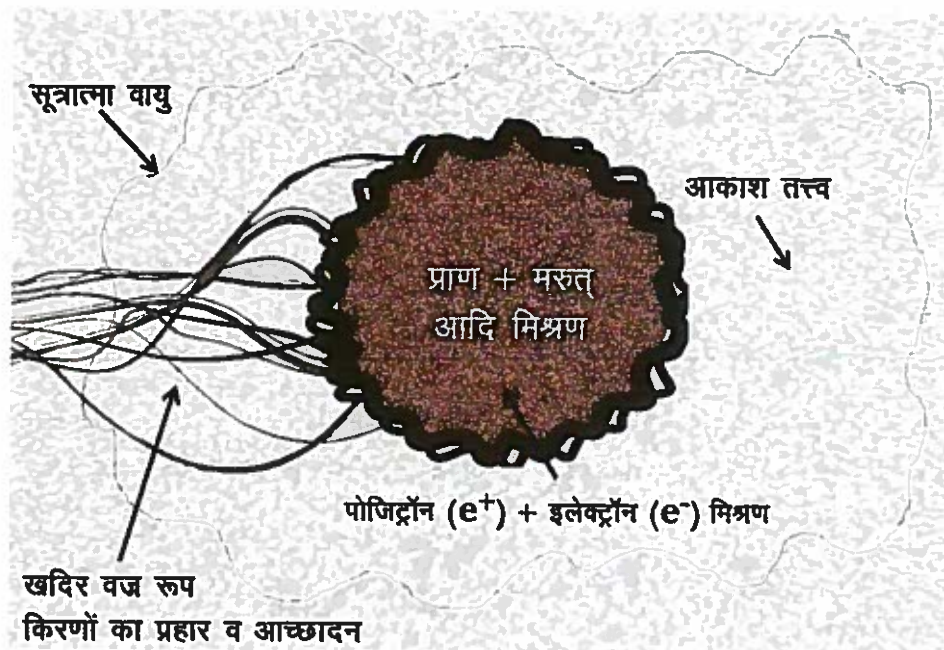 सूत्रात्मा वायु
आकाश तत्त्व
प्राण + मरुत्
आदि मिश्रण
पोजिट्रॉन (e⁺) + इलेक्ट्रॉन (e⁻) मिश्रण
खदिर वज्र रूप
किरणों का प्रहार व आच्छादन